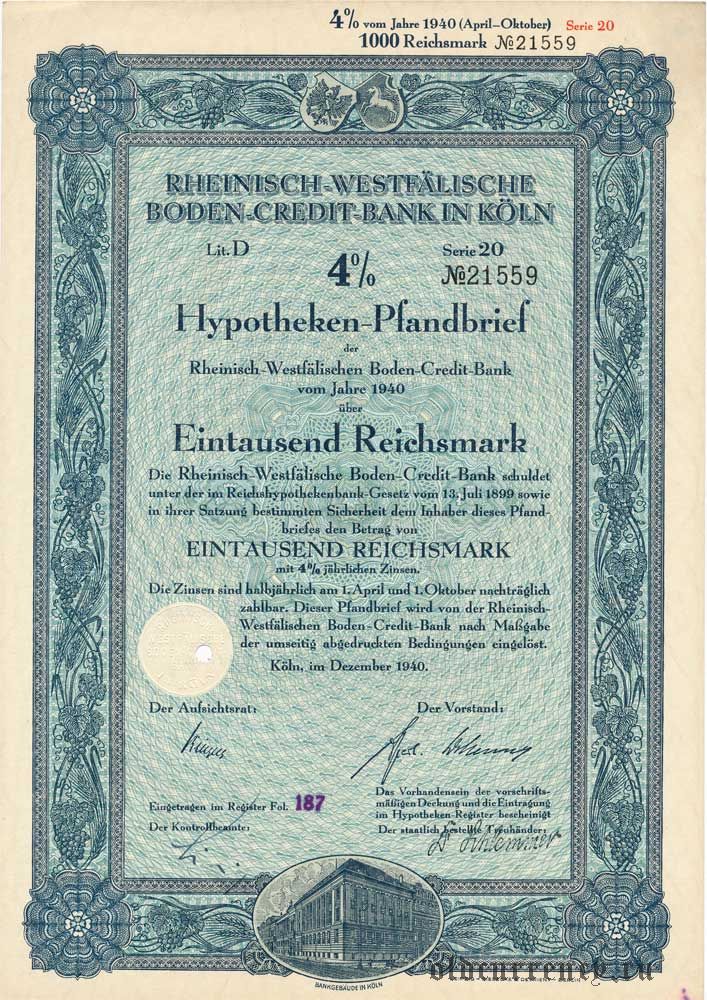 4% vom Jahre 1940 (April-Oktober) Serie 20
1000 Reichsmark №21559
RHEINISCH-WESTFÄLISCHE
BODEN-CREDIT-BANK IN KÖLN
Lit. D Serie 20
4% №21559
Hypotheken-Pfandbrief
der
Rheinisch-Westfälischen Boden-Credit-Bank
vom Jahre 1940
über
Eintausend Reichsmark
Die Rheinisch-Westfälische Boden-Credit-Bank schuldet
unter der im Reichshypothekenbank-Gesetz vom 13. Juli 1899 sowie
in ihrer Satzung bestimmten Sicherheit dem Inhaber dieses Pfand-
briefes den Betrag von
EINTAUSEND REICHSMARK
mit 4% jährlichen Zinsen.
Die Zinsen sind halbjährlich am 1. April und 1. Oktober nachträglich
zahlbar. Dieser Pfandbrief wird von der Rheinisch-
Westfälischen Boden-Credit-Bank nach Maßgabe
der umseitig abgedruckten Bedingungen eingelöst.
Köln, im Dezember 1940.
Der Aufsichtsrat: Der Vorstand:
Eingetragen im Register Fol. 187
Der Kontrollbeamte:
Das Vorhandensein der vorschrifts-
mäßigen Deckung und die Eintragung
im Hypotheken-Register bescheinigt
Der staatlich bestellte Treuhänder:
BANKGEBÄUDE IN KÖLN
oldcurrency.ru